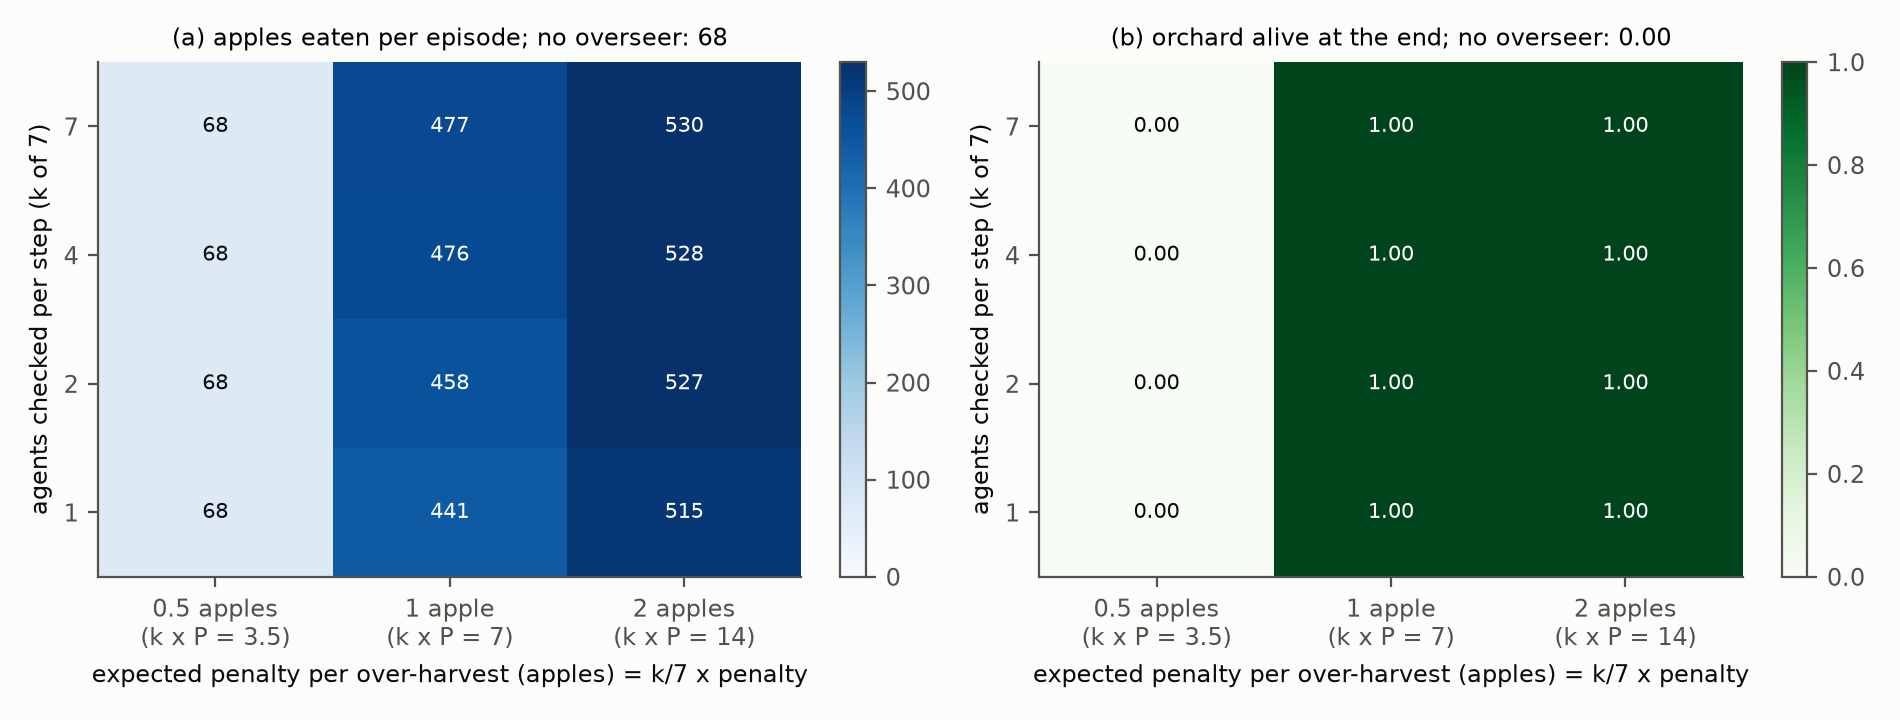 (a) apples eaten per episode; no overseer: 68
agents checked per step (k of 7)
7
68
477
530
4
68
476
528
2
68
458
527
1
68
441
515
500
400
300
200
100
0
0.5 apples
(k x P = 3.5)
1 apple
(k x P = 7)
2 apples
(k x P = 14)
expected penalty per over-harvest (apples) = k/7 x penalty
(b) orchard alive at the end; no overseer: 0.00
agents checked per step (k of 7)
7
0.00
1.00
1.00
4
0.00
1.00
1.00
2
0.00
1.00
1.00
1
0.00
1.00
1.00
1.0
0.8
0.6
0.4
0.2
0.0
0.5 apples
(k x P = 3.5)
1 apple
(k x P = 7)
2 apples
(k x P = 14)
expected penalty per over-harvest (apples) = k/7 x penalty